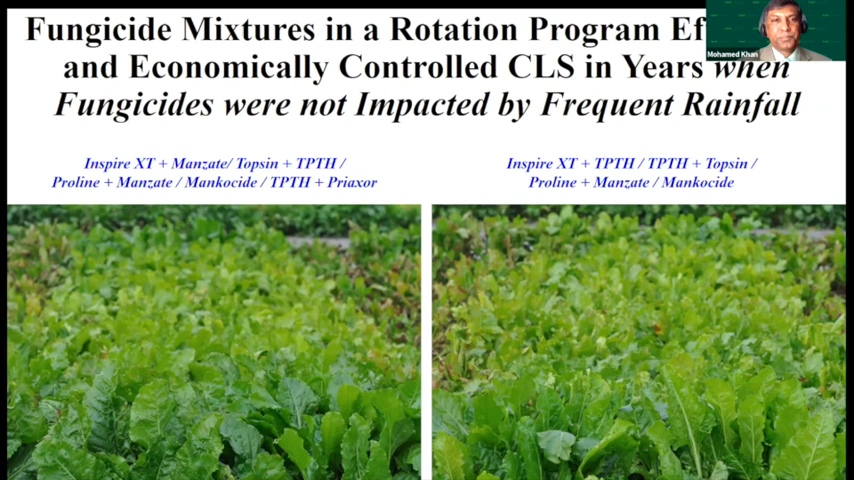 Fungicide Mixtures in a Rotation Program
and Economically Controlled CLS in Years when
Fungicides were not Impacted by Frequent Rainfall
Mohamed Khan
Inspire XT + Manzate/ Topsin + TPTH /
Proline + Manzate / Mankocide / TPTH + Priaxor
Inspire XT + TPTH / TPTH + Topsin /
Proline + Manzate / Mankocide